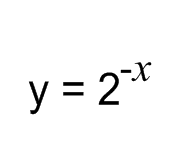 y = 2⁻ˣ